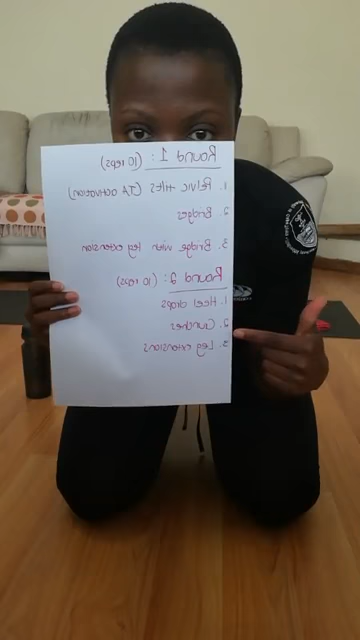 Round 1 : (10 reps)
1. Pelvic tilts (TA activation)
2. Bridges
3. Bridge with leg extension
Round 2 : (10 reps)
1. Heel drops
2. Crunches
3. Leg extensions